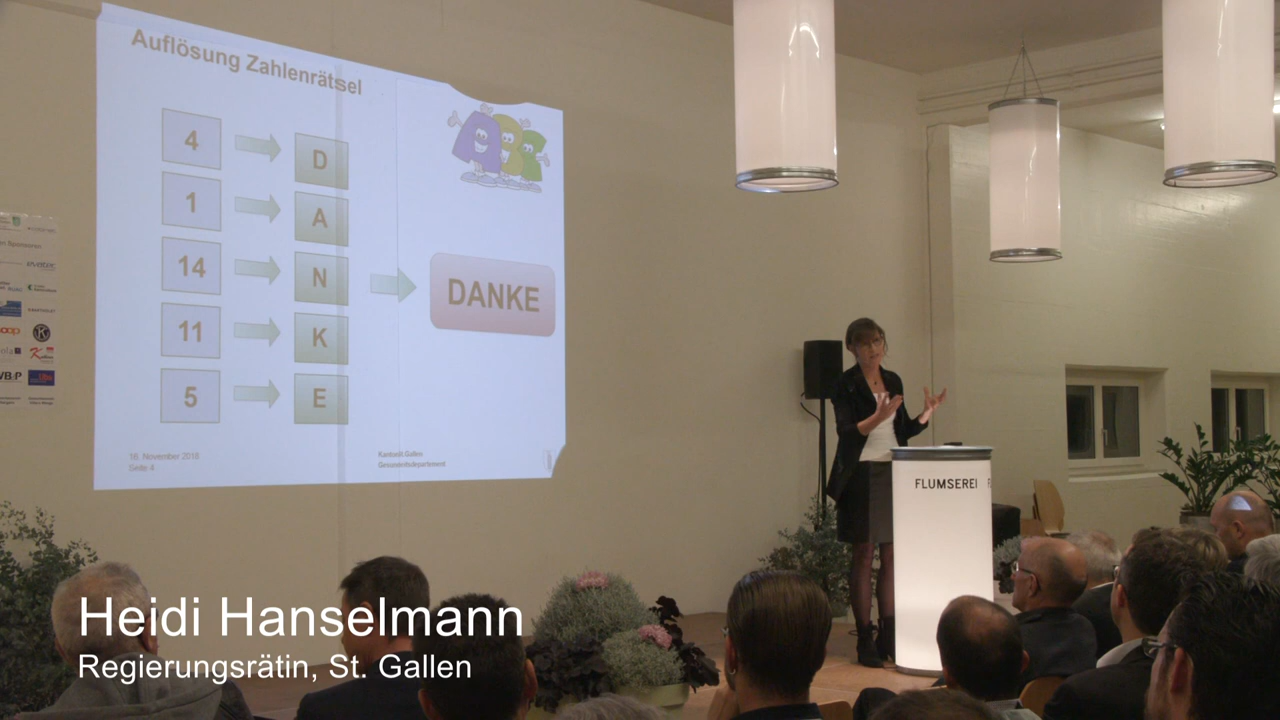 Auflösung Zahlenrätsel
4
D
1
A
14
N
11
K
5
E
DANKE
16. November 2018
Seite 4
Kanton St.Gallen
Gesundheitsdepartement
FLUMSEREI
Heidi Hanselmann
Regierungsrätin, St. Gallen